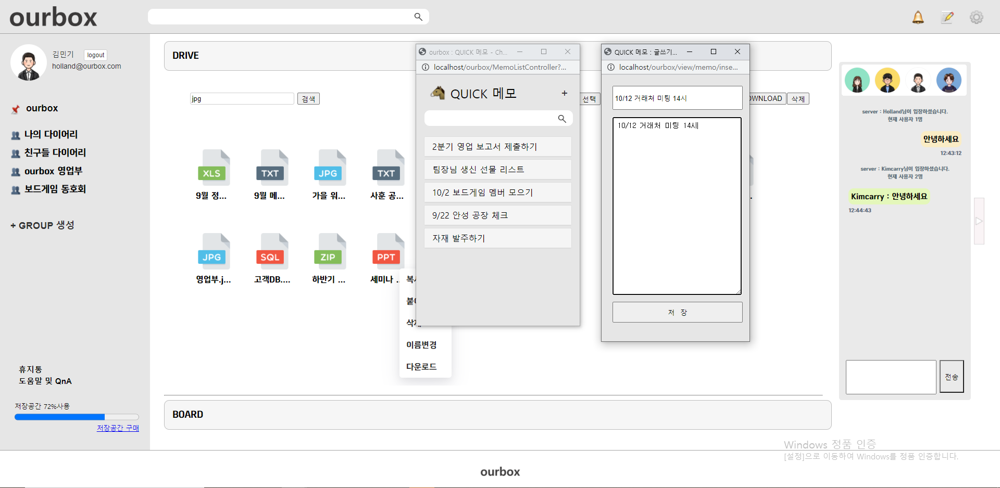 ourbox
김민기
logout
holland@ourbox.com
ourbox
나의 다이어리
친구들 다이어리
ourbox 영업부
보드게임 동호회
+ GROUP 생성
휴지통
도움말 및 QnA
저장공간 72%사용
저장공간 구매
DRIVE
jpg
검색
선택
OWNLOAD
삭제
XLS
TXT
JPG
TXT
9월 정...
9월 메...
가을 워...
사훈 공...
JPG
SQL
ZIP
PPT
영업부.j...
고객DB....
하반기 ...
세미나 ..
이름변경
다운로드
BOARD
ourbox : QUICK 메모 - Ch...
localhost/ourbox/MemoListController?...
QUICK 메모
+
2분기 영업 보고서 제출하기
팀장님 생신 선물 리스트
10/2 보드게임 멤버 모으기
9/22 안성 공장 체크
자재 발주하기
QUICK 메모 : 글쓰기...
localhost/ourbox/view/memo/inse...
10/12 거래처 미팅 14시
10/12 거래처 미팅 14시
저 장
server : Holland님이 입장하셨습니다.
현재 사용자 1명
안녕하세요
12:43:12
server : Kimcarry님이 입장하셨습니다.
현재 사용자 2명
Kimcarry : 안녕하세요
12:44:43
전송
Windows 정품 인증
[설정]으로 이동하여 Windows를 정품 인증합니다.
ourbox